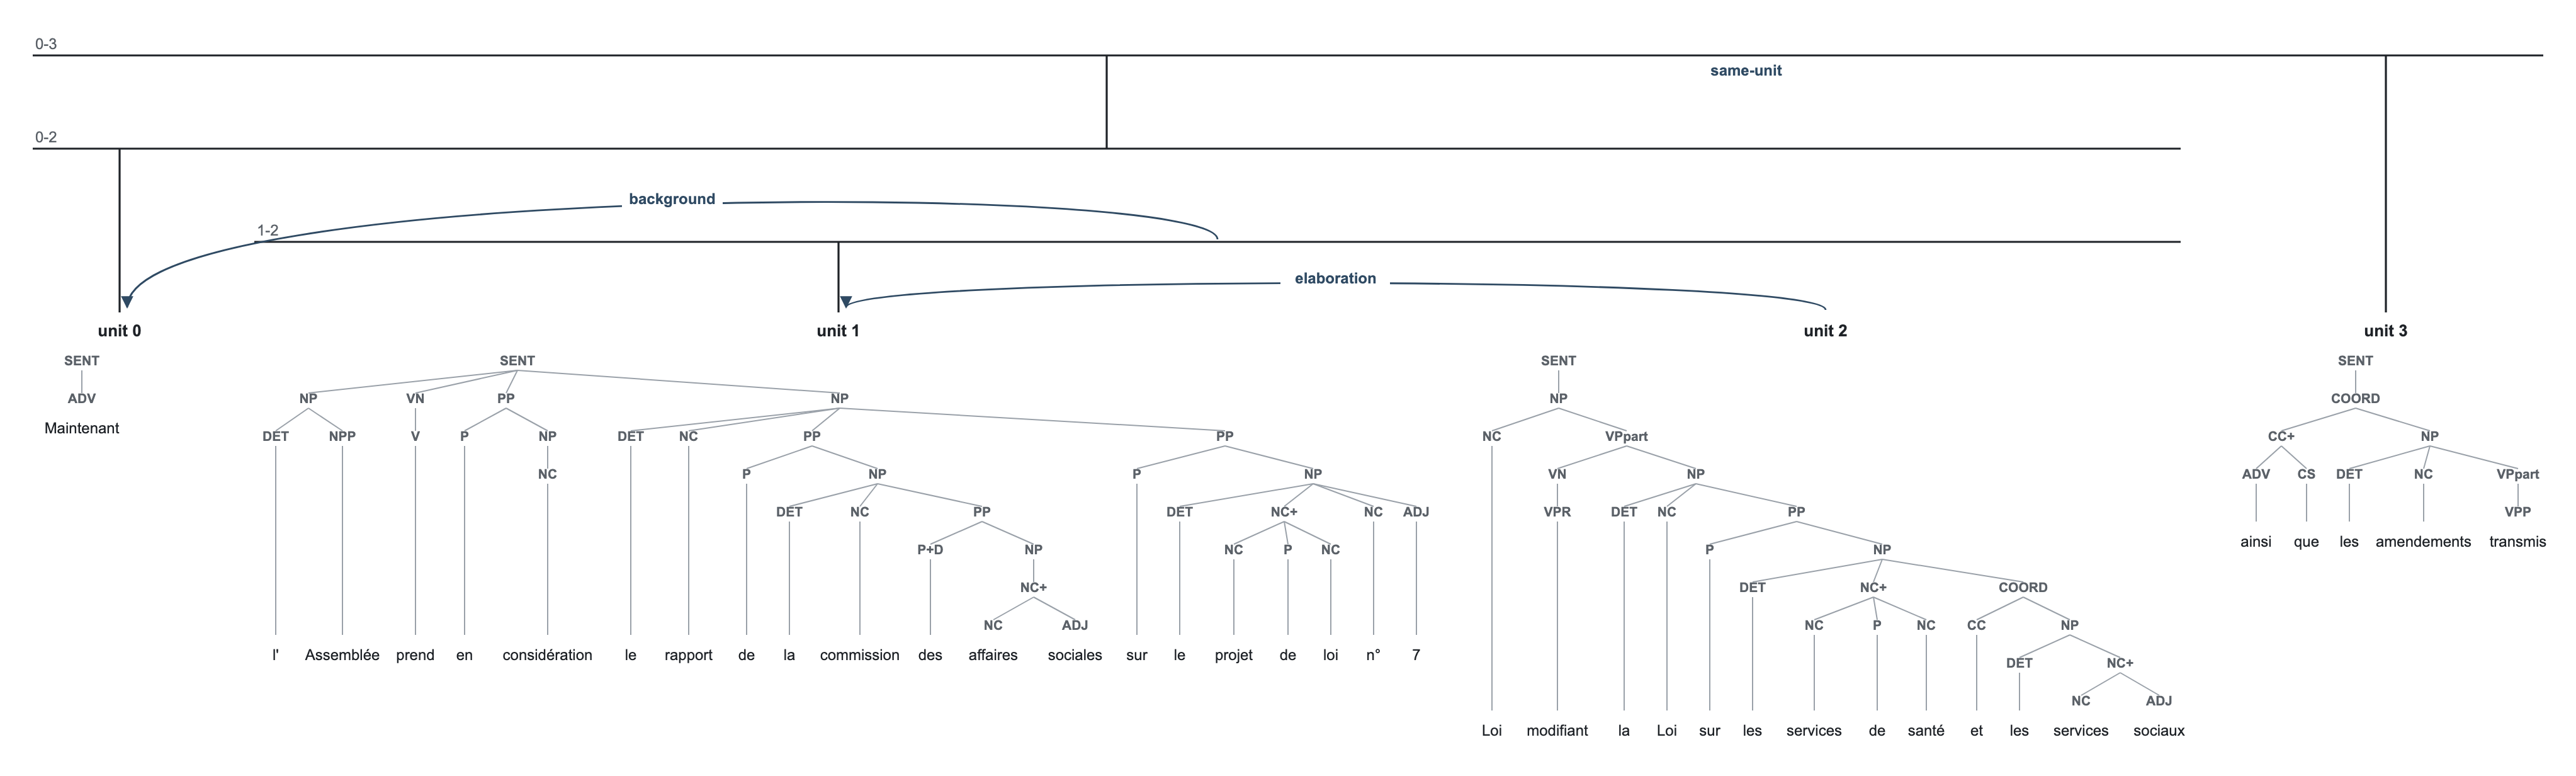 0-3
same-unit
0-2
background
1-2
elaboration
unit 0 unit 1 unit 2 unit 3
SENT SENT SENT SENT
ADV NP VN PP NP NP COORD
Maintenant
DET NPP V P NP DET NC PP PP NC VPpart CC+ NP
NC P NP P NP VN NP ADV CS DET NC VPpart
DET NC PP DET NC+ NC ADJ VPR DET NC PP VPP
ainsi que les amendements transmis
P+D NP NC P NC P NP
NC+ DET NC+ COORD
NC ADJ NC P NC CC NP
l' Assemblée prend en considération le rapport de la commission des affaires sociales sur le projet de loi n° 7
DET NC+
NC ADJ
Loi modifiant la Loi sur les services de santé et les services sociaux